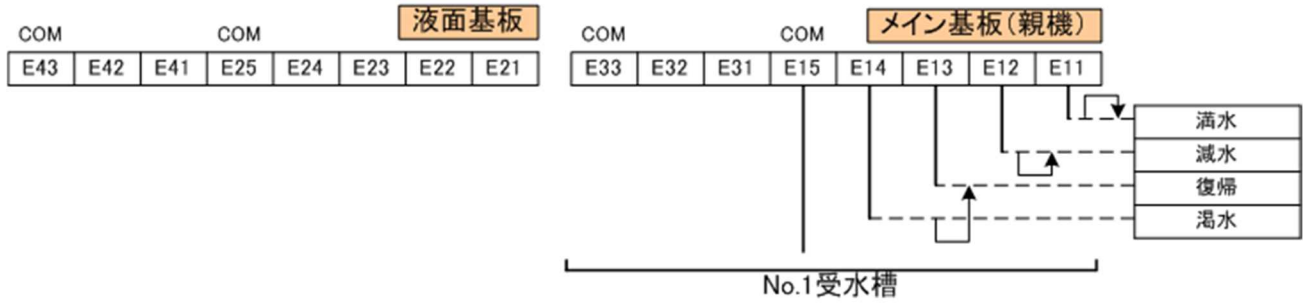 液面基板
メイン基板(親機)
COM COM COM COM
E43 E42 E41 E25 E24 E23 E22 E21 E33 E32 E31 E15 E14 E13 E12 E11
満水
減水
復帰
渇水
No.1受水槽